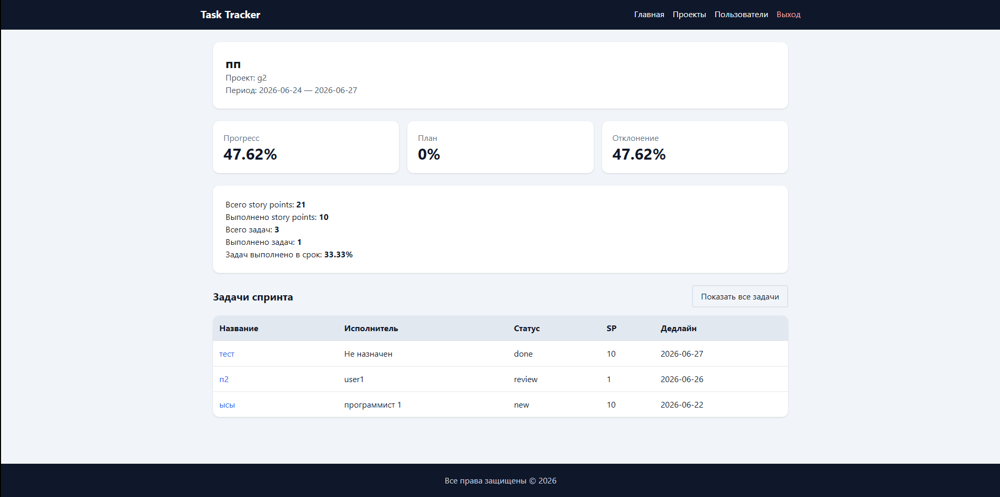 Task Tracker Главная Проекты Пользователи Выход
пп
Проект: g2
Период: 2026-06-24 — 2026-06-27
Прогресс План Отклонение
47.62% 0% 47.62%
Всего story points: 21
Выполнено story points: 10
Всего задач: 3
Выполнено задач: 1
Задач выполнено в срок: 33.33%
Задачи спринта Показать все задачи
Название Исполнитель Статус SP Дедлайн
тест Не назначен done 10 2026-06-27
п2 user1 review 1 2026-06-26
ысы программист 1 new 10 2026-06-22
Все права защищены © 2026